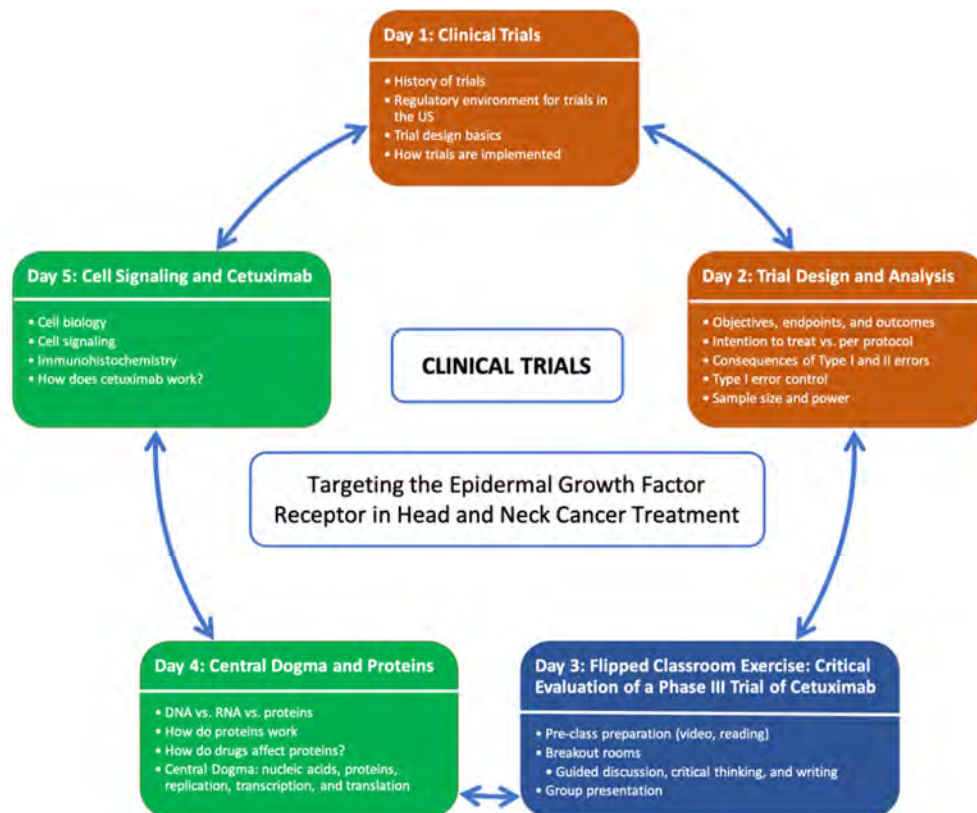 Day 1: Clinical Trials
• History of trials
• Regulatory environment for trials in
the US
• Trial design basics
• How trials are implemented
Day 2: Trial Design and Analysis
• Objectives, endpoints, and outcomes
• Intention to treat vs. per protocol
• Consequences of Type I and II errors
• Type I error control
• Sample size and power
Day 3: Flipped Classroom Exercise: Critical
Evaluation of a Phase III Trial of Cetuximab
• Pre-class preparation (video, reading)
• Breakout rooms
• Guided discussion, critical thinking, and writing
• Group presentation
Day 4: Central Dogma and Proteins
• DNA vs. RNA vs. proteins
• How do proteins work
• How do drugs affect proteins?
• Central Dogma: nucleic acids, proteins,
replication, transcription, and translation
Day 5: Cell Signaling and Cetuximab
• Cell biology
• Cell signaling
• Immunohistochemistry
• How does cetuximab work?
CLINICAL TRIALS
Targeting the Epidermal Growth Factor
Receptor in Head and Neck Cancer Treatment